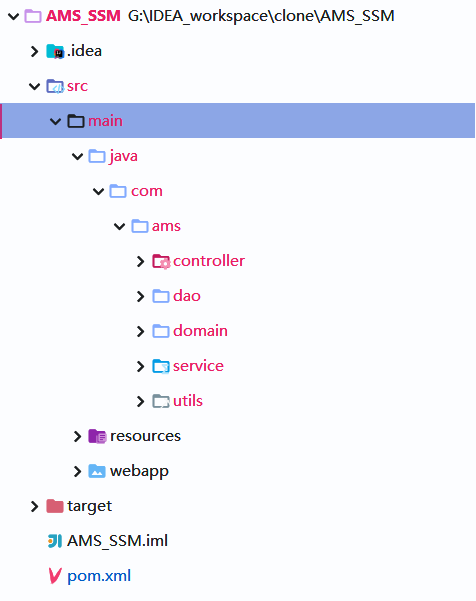 AMS_SSM G:\IDEA_workspace\clone\AMS_SSM
.idea
src
main
java
com
ams
controller
dao
domain
service
utils
resources
webapp
target
AMS_SSM.iml
pom.xml